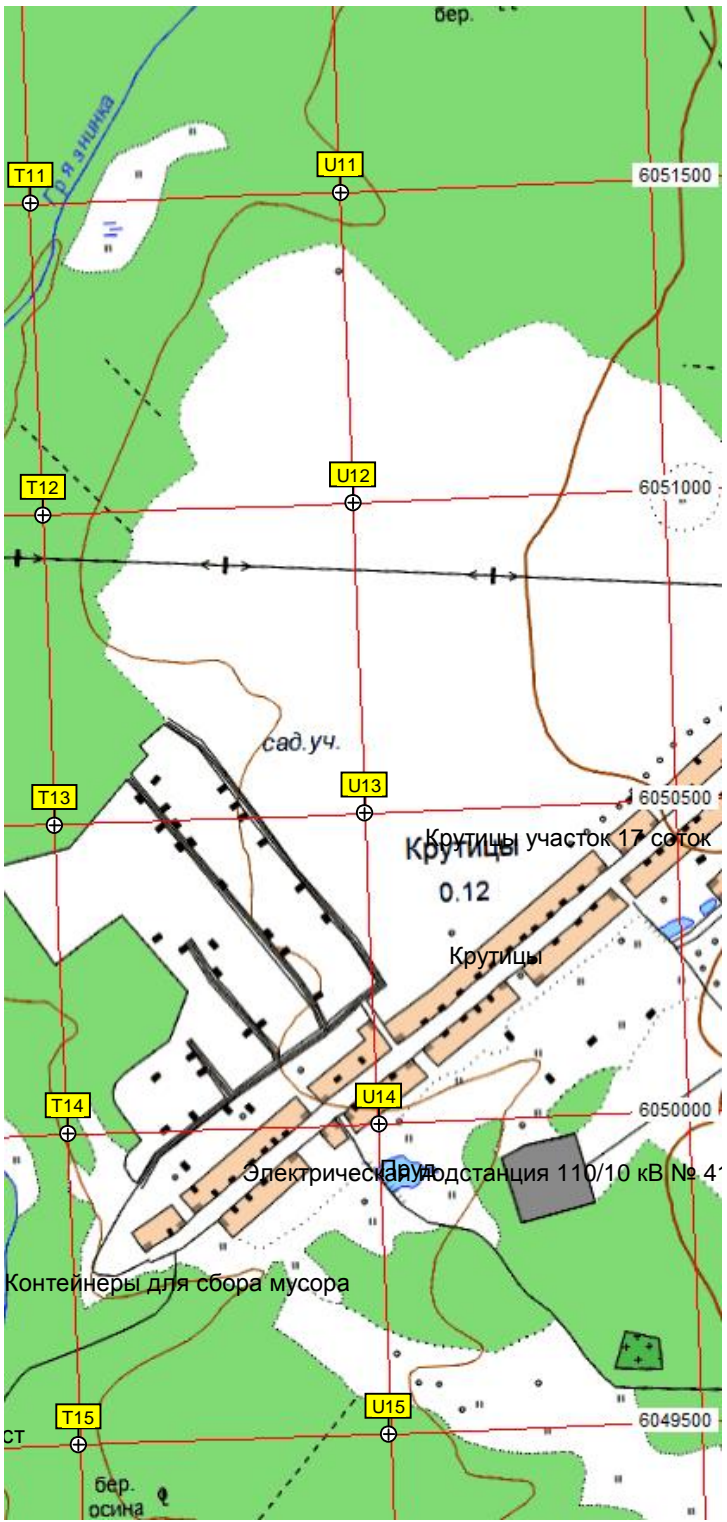 бер.
Грязнинка
T11
U11
6051500
T12
U12
6051000
сад.уч.
T13
U13
6050500
Крутицы участок 17 соток
Крутицы
0.12
Крутицы
T14
U14
6050000
Пруд
Электрическая подстанция 110/10 кВ № 41
Контейнеры для сбора мусора
T15
U15
6049500
ст
бер.
осина